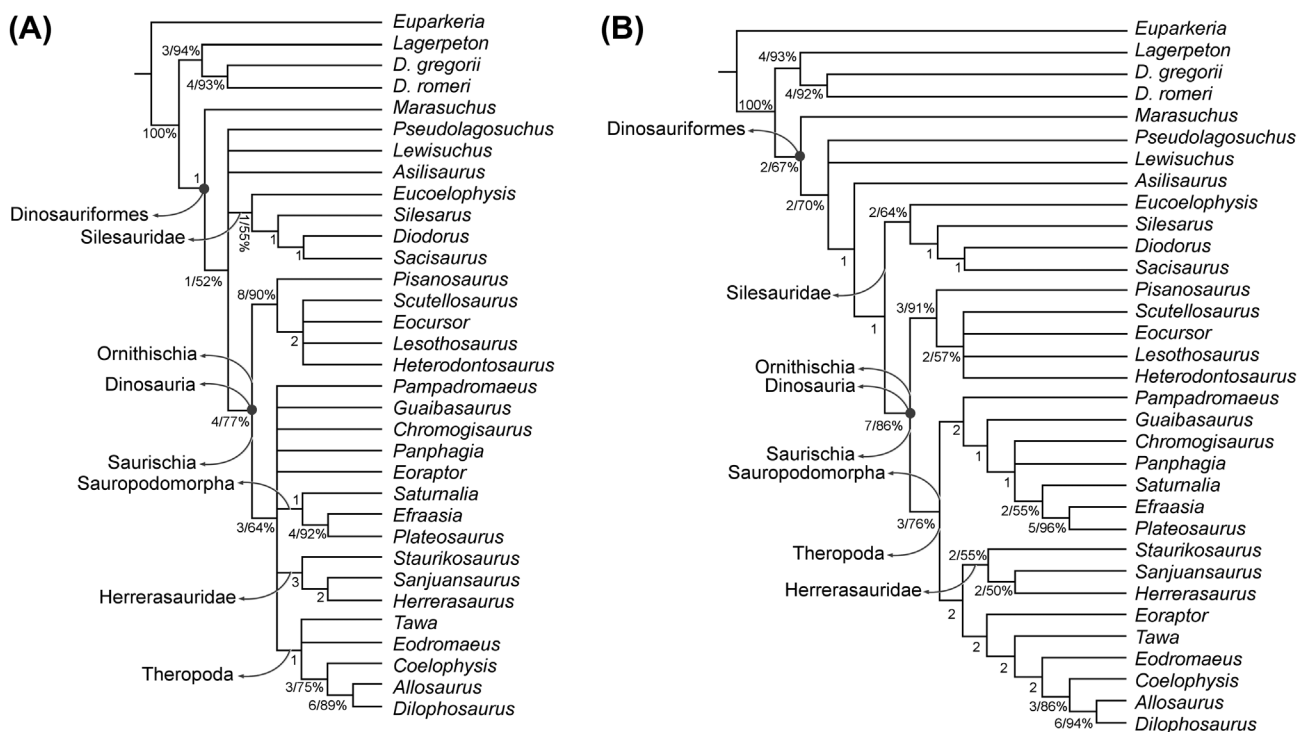 (A)
Euparkeria
3/94%
Lagerpeton
D. gregorii
4/93%
D. romeri
Marasuchus
100%
Pseudolagosuchus
Lewisuchus
Asilisaurus
1
Eucoelophysis
Dinosauriformes
Silesauridae
1/55%
Silesarus
1
Diodorus
1
Sacisaurus
1/52%
Pisanosaurus
8/90%
Scutellosaurus
Eocursor
2
Lesothosaurus
Ornithischia
Heterodontosaurus
Dinosauria
Pampadromaeus
Guaibasaurus
4/77%
Chromogisaurus
Saurischia
Panphagia
Eoraptor
Sauropodomorpha
1
Saturnalia
Efraasia
3/64%
4/92%
Plateosaurus
Staurikosaurus
3
Sanjuansaurus
Herrerasauridae
2
Herrerasaurus
Tawa
Eodromaeus
1
Theropoda
Coelophysis
3/75%
Allosaurus
6/89%
Dilophosaurus
(B)
Euparkeria
4/93%
Lagerpeton
D. gregorii
4/92%
D. romeri
100%
Marasuchus
Dinosauriformes
Pseudolagosuchus
2/67%
Lewisuchus
Asilisaurus
2/70%
Eucoelophysis
2/64%
Silesarus
1
Diodorus
1
1
Sacisaurus
Silesauridae
Pisanosaurus
3/91%
Scutellosaurus
1
Eocursor
2/57%
Lesothosaurus
Ornithischia
Heterodontosaurus
Dinosauria
Pampadromaeus
7/86%
2
Guaibasaurus
Chromogisaurus
Saurischia
1
Panphagia
Sauropodomorpha
1
Saturnalia
2/55%
Efraasia
3/76%
5/96%
Plateosaurus
Theropoda
2/55%
Staurikosaurus
Sanjuansaurus
Herrerasauridae
2/50%
Herrerasaurus
2
Eoraptor
2
Tawa
2
Eodromaeus
2
Coelophysis
3/86%
Allosaurus
6/94%
Dilophosaurus